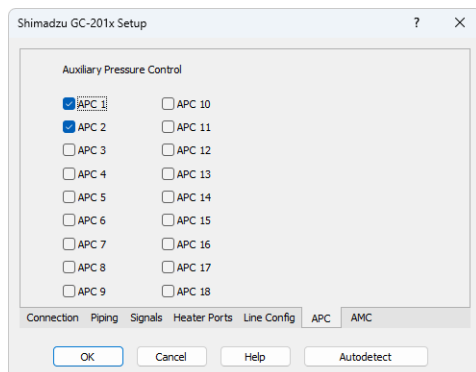 Shimadzu GC-201x Setup ? ×
Auxiliary Pressure Control
APC 1 APC 10
APC 2 APC 11
APC 3 APC 12
APC 4 APC 13
APC 5 APC 14
APC 6 APC 15
APC 7 APC 16
APC 8 APC 17
APC 9 APC 18
Connection Piping Signals Heater Ports Line Config APC AMC
OK Cancel Help Autodetect